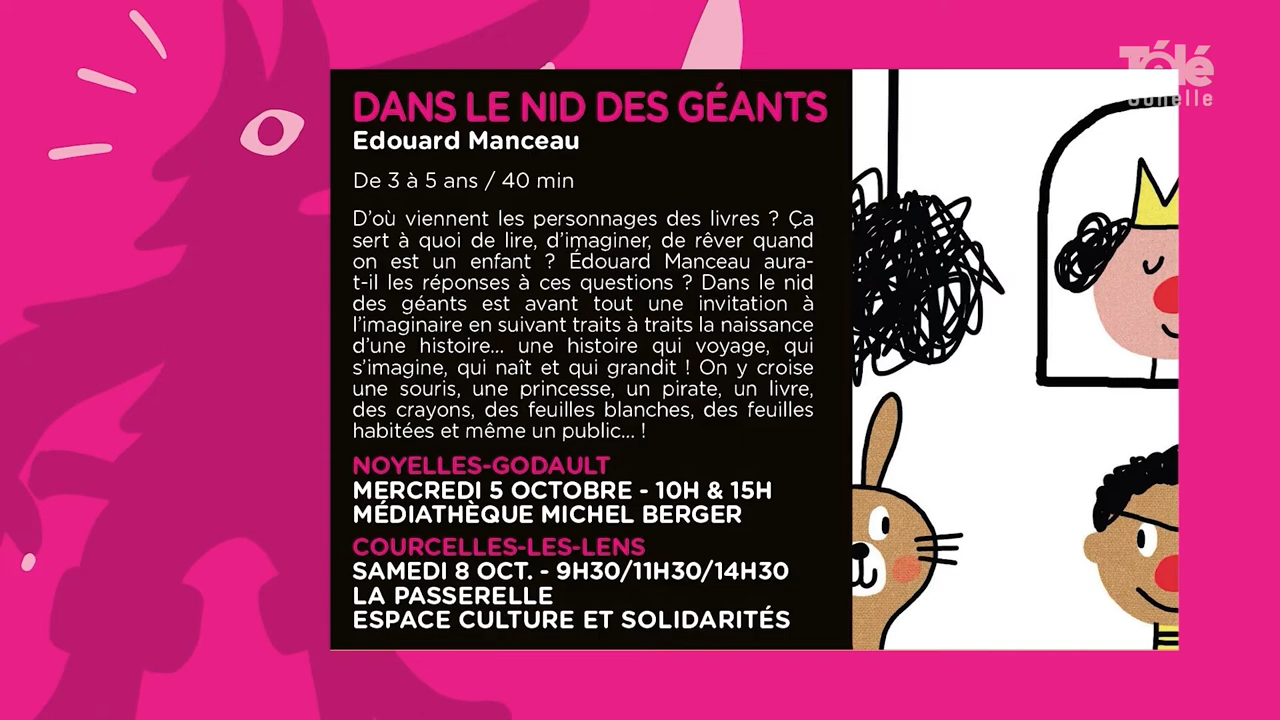 Télé
DANS LE NID DES GÉANTS
Edouard Manceau
De 3 à 5 ans / 40 min
D'où viennent les personnages des livres ? Ça
sert à quoi de lire, d'imaginer, de rêver quand
on est un enfant ? Édouard Manceau aura-
t-il les réponses à ces questions ? Dans le nid
des géants est avant tout une invitation à
l'imaginaire en suivant traits à traits la naissance
d'une histoire... une histoire qui voyage, qui
s'imagine, qui naît et qui grandit ! On y croise
une souris, une princesse, un pirate, un livre,
des crayons, des feuilles blanches, des feuilles
habitées et même un public... !
NOYELLES-GODAULT
MERCREDI 5 OCTOBRE - 10H & 15H
MÉDIATHÈQUE MICHEL BERGER
COURCELLES-LES-LENS
SAMEDI 8 OCT. - 9H30/11H30/14H30
LA PASSERELLE
ESPACE CULTURE ET SOLIDARITÉS